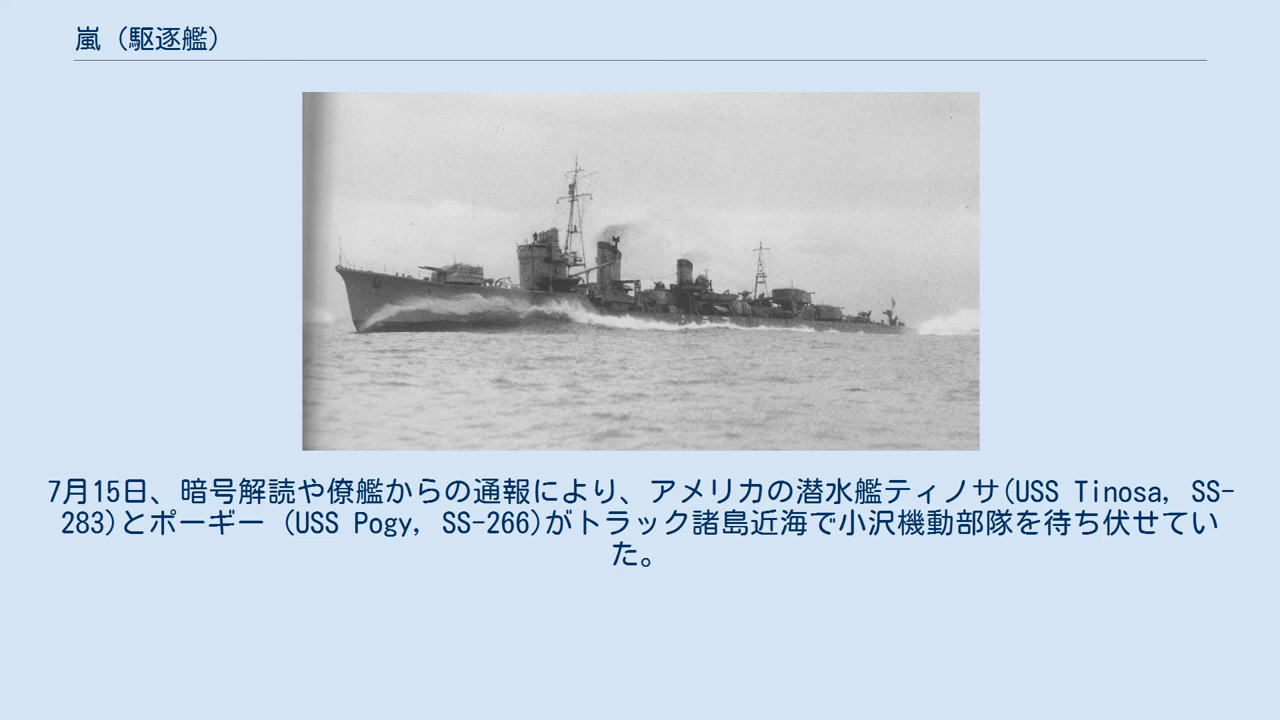 嵐（駆逐艦）
7月15日、暗号解読や僚艦からの通報により、アメリカの潜水艦ティノサ(USS Tinosa, SS-
283)とポーギー (USS Pogy, SS-266)がトラック諸島近海で小沢機動部隊を待ち伏せてい
た。